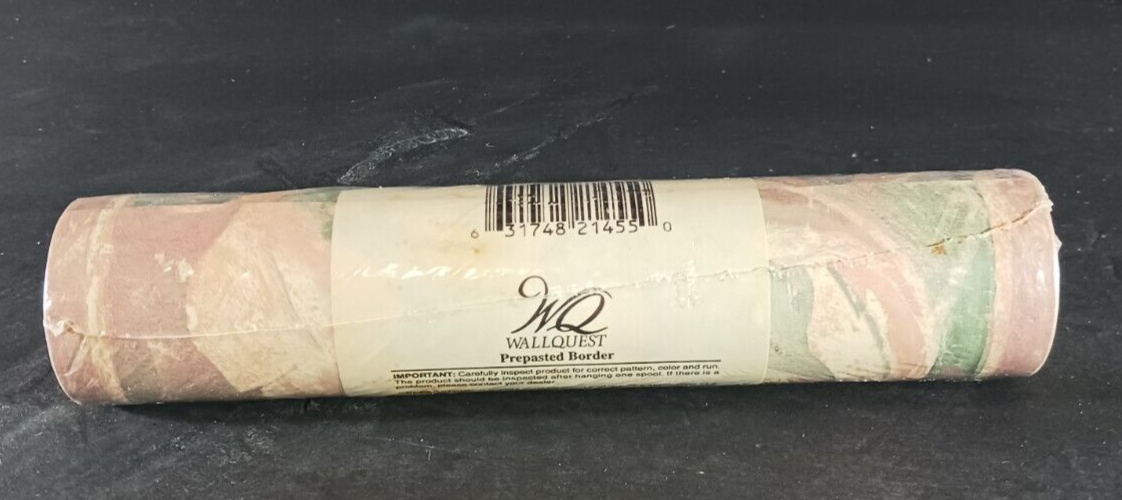 6 31748 21455 0
WQ
WALLQUEST
Prepasted Border
IMPORTANT: Carefully inspect product for correct pattern, color and run.
The product should be inspected after hanging one spool. If there is a
problem, please contact your dealer